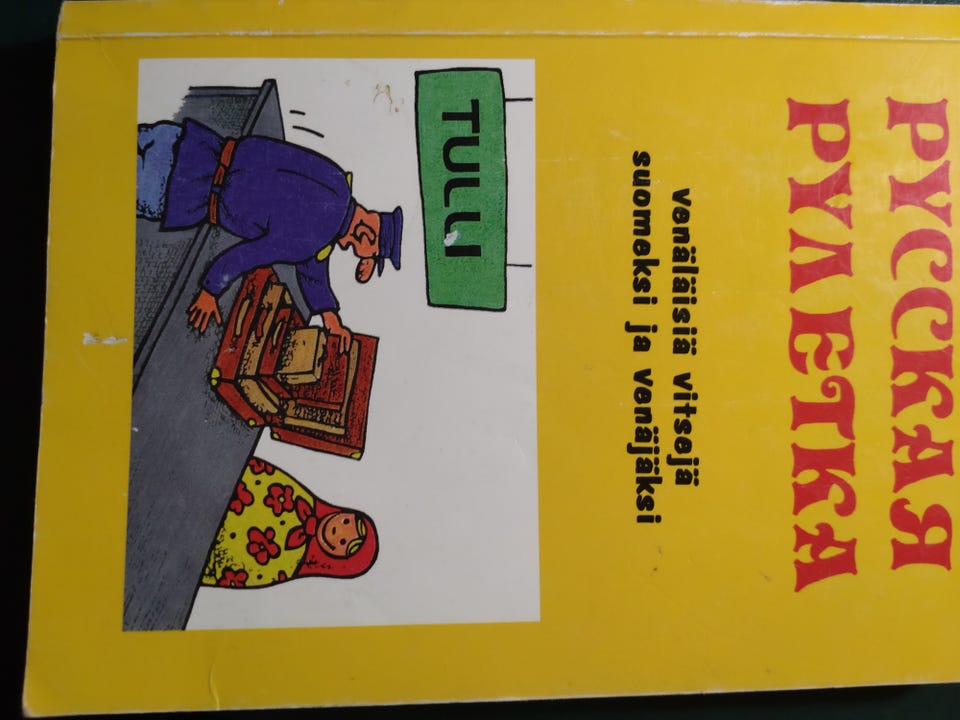 РУССКАЯ
РУЛЕТКА
venäläisiä vitsejä
suomeksi ja venäjäksi
TULLI